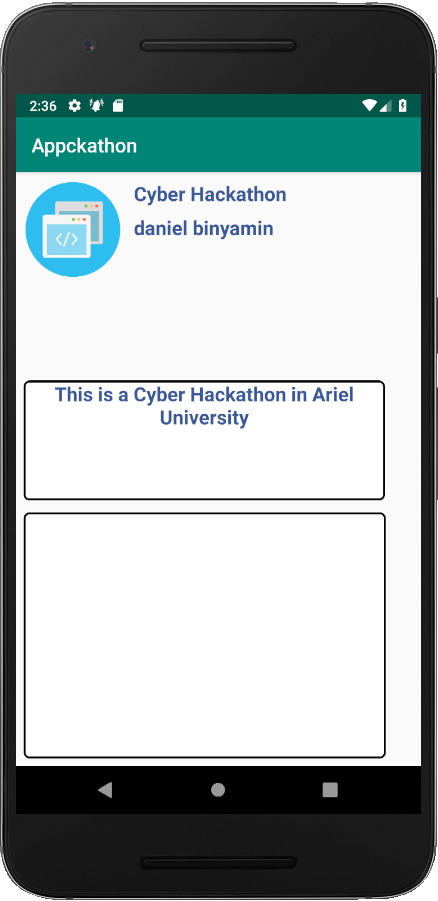 2:36
Appckathon
Cyber Hackathon
</>
daniel binyamin
This is a Cyber Hackathon in Ariel
University